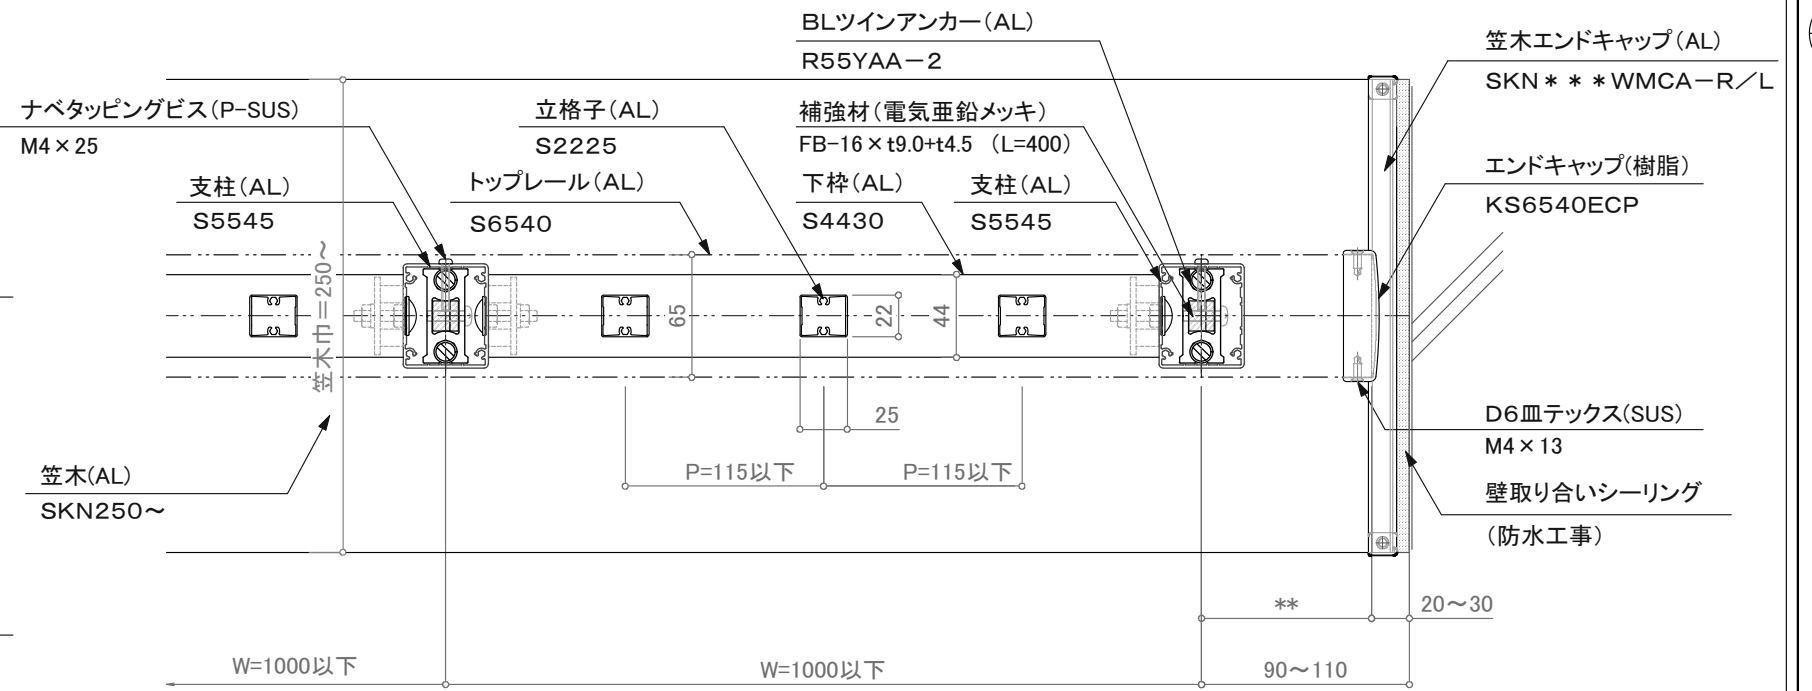 BLツインアンカー(AL)
R55YAA-2
笠木エンドキャップ(AL)
SKN***WMCA-R/L
ナベタッピングビス(P-SUS)
M4×25
立格子(AL)
S2225
補強材(電気亜鉛メッキ)
FB-16×t9.0+t4.5 (L=400)
エンドキャップ(樹脂)
KS6540ECP
支柱(AL)
S5545
トップレール(AL)
S6540
下枠(AL)
S4430
支柱(AL)
S5545
笠木巾=250~
65
22
44
25
P=115以下
P=115以下
D6皿テックス(SUS)
M4×13
笠木(AL)
SKN250~
壁取り合いシーリング
(防水工事)
**
20~30
W=1000以下
W=1000以下
90~110